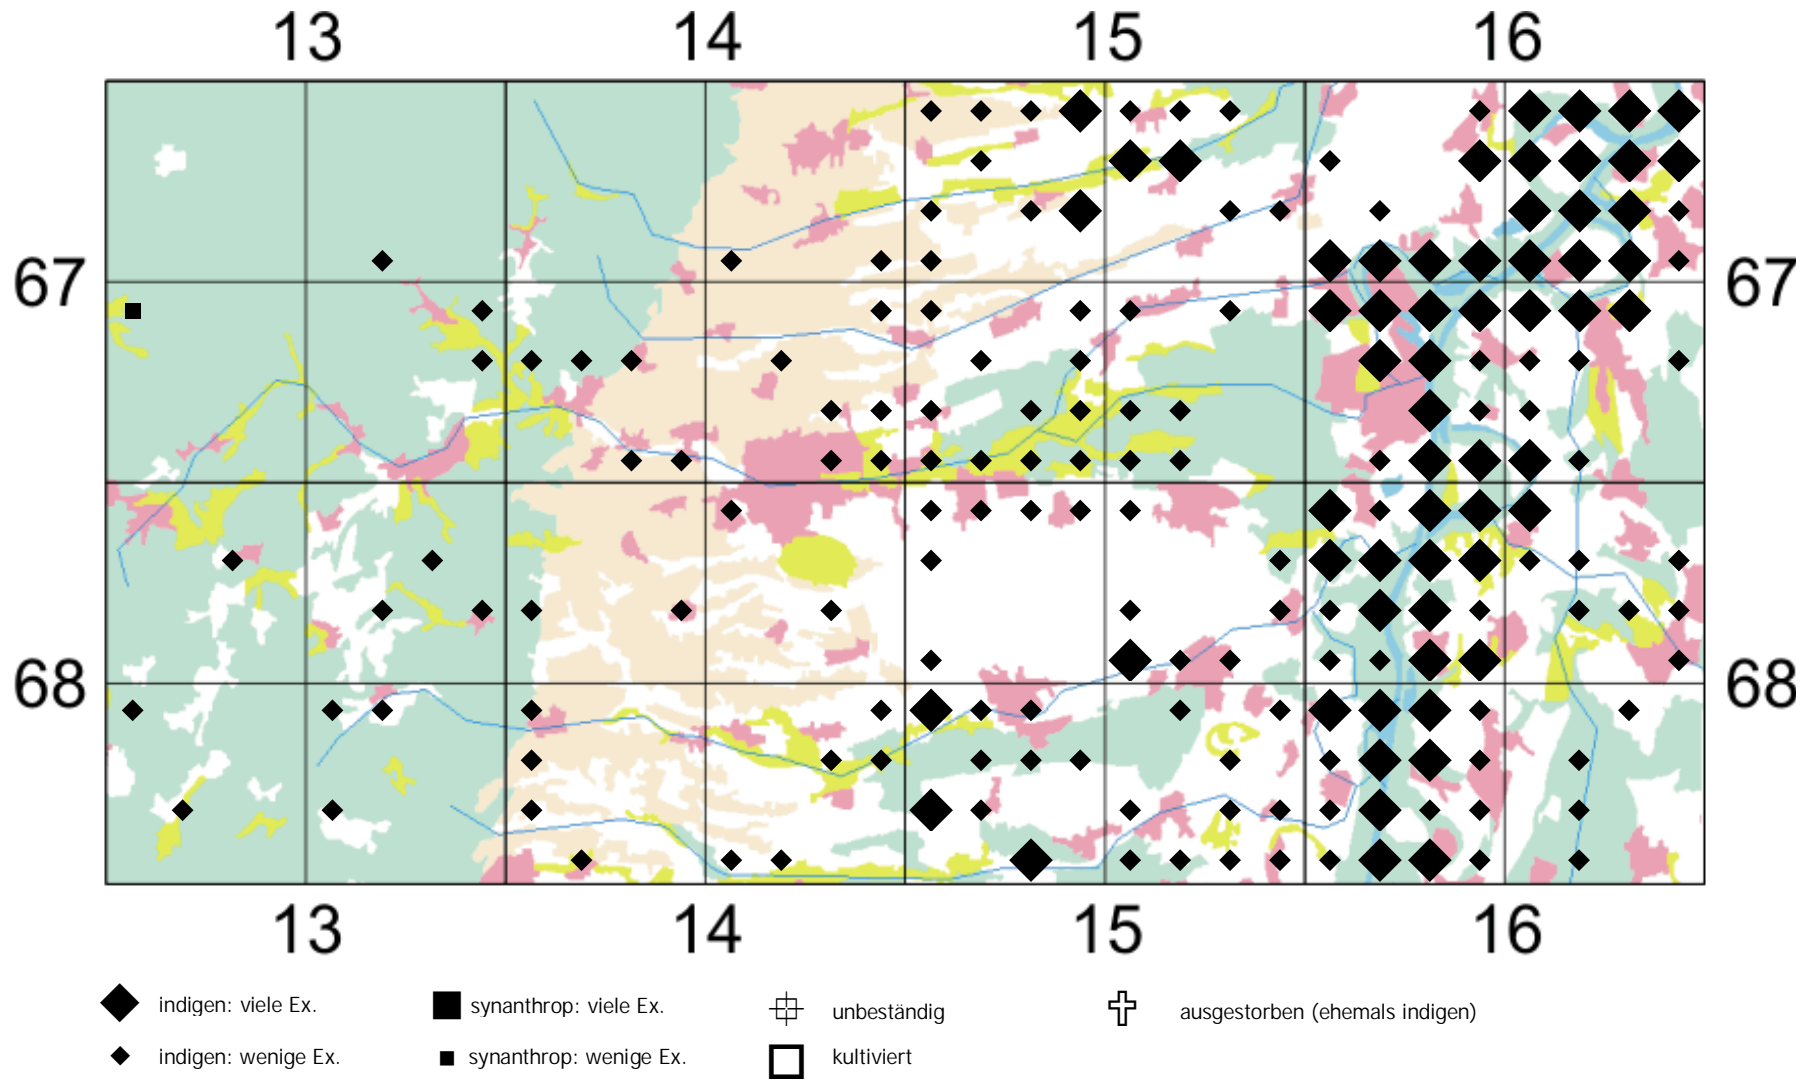 13 14 15 16
67 67
68 68
13 14 15 16
indigen: viele Ex. synanthrop: viele Ex. unbeständig ausgestorben (ehemals indigen)
indigen: wenige Ex. synanthrop: wenige Ex. kultiviert